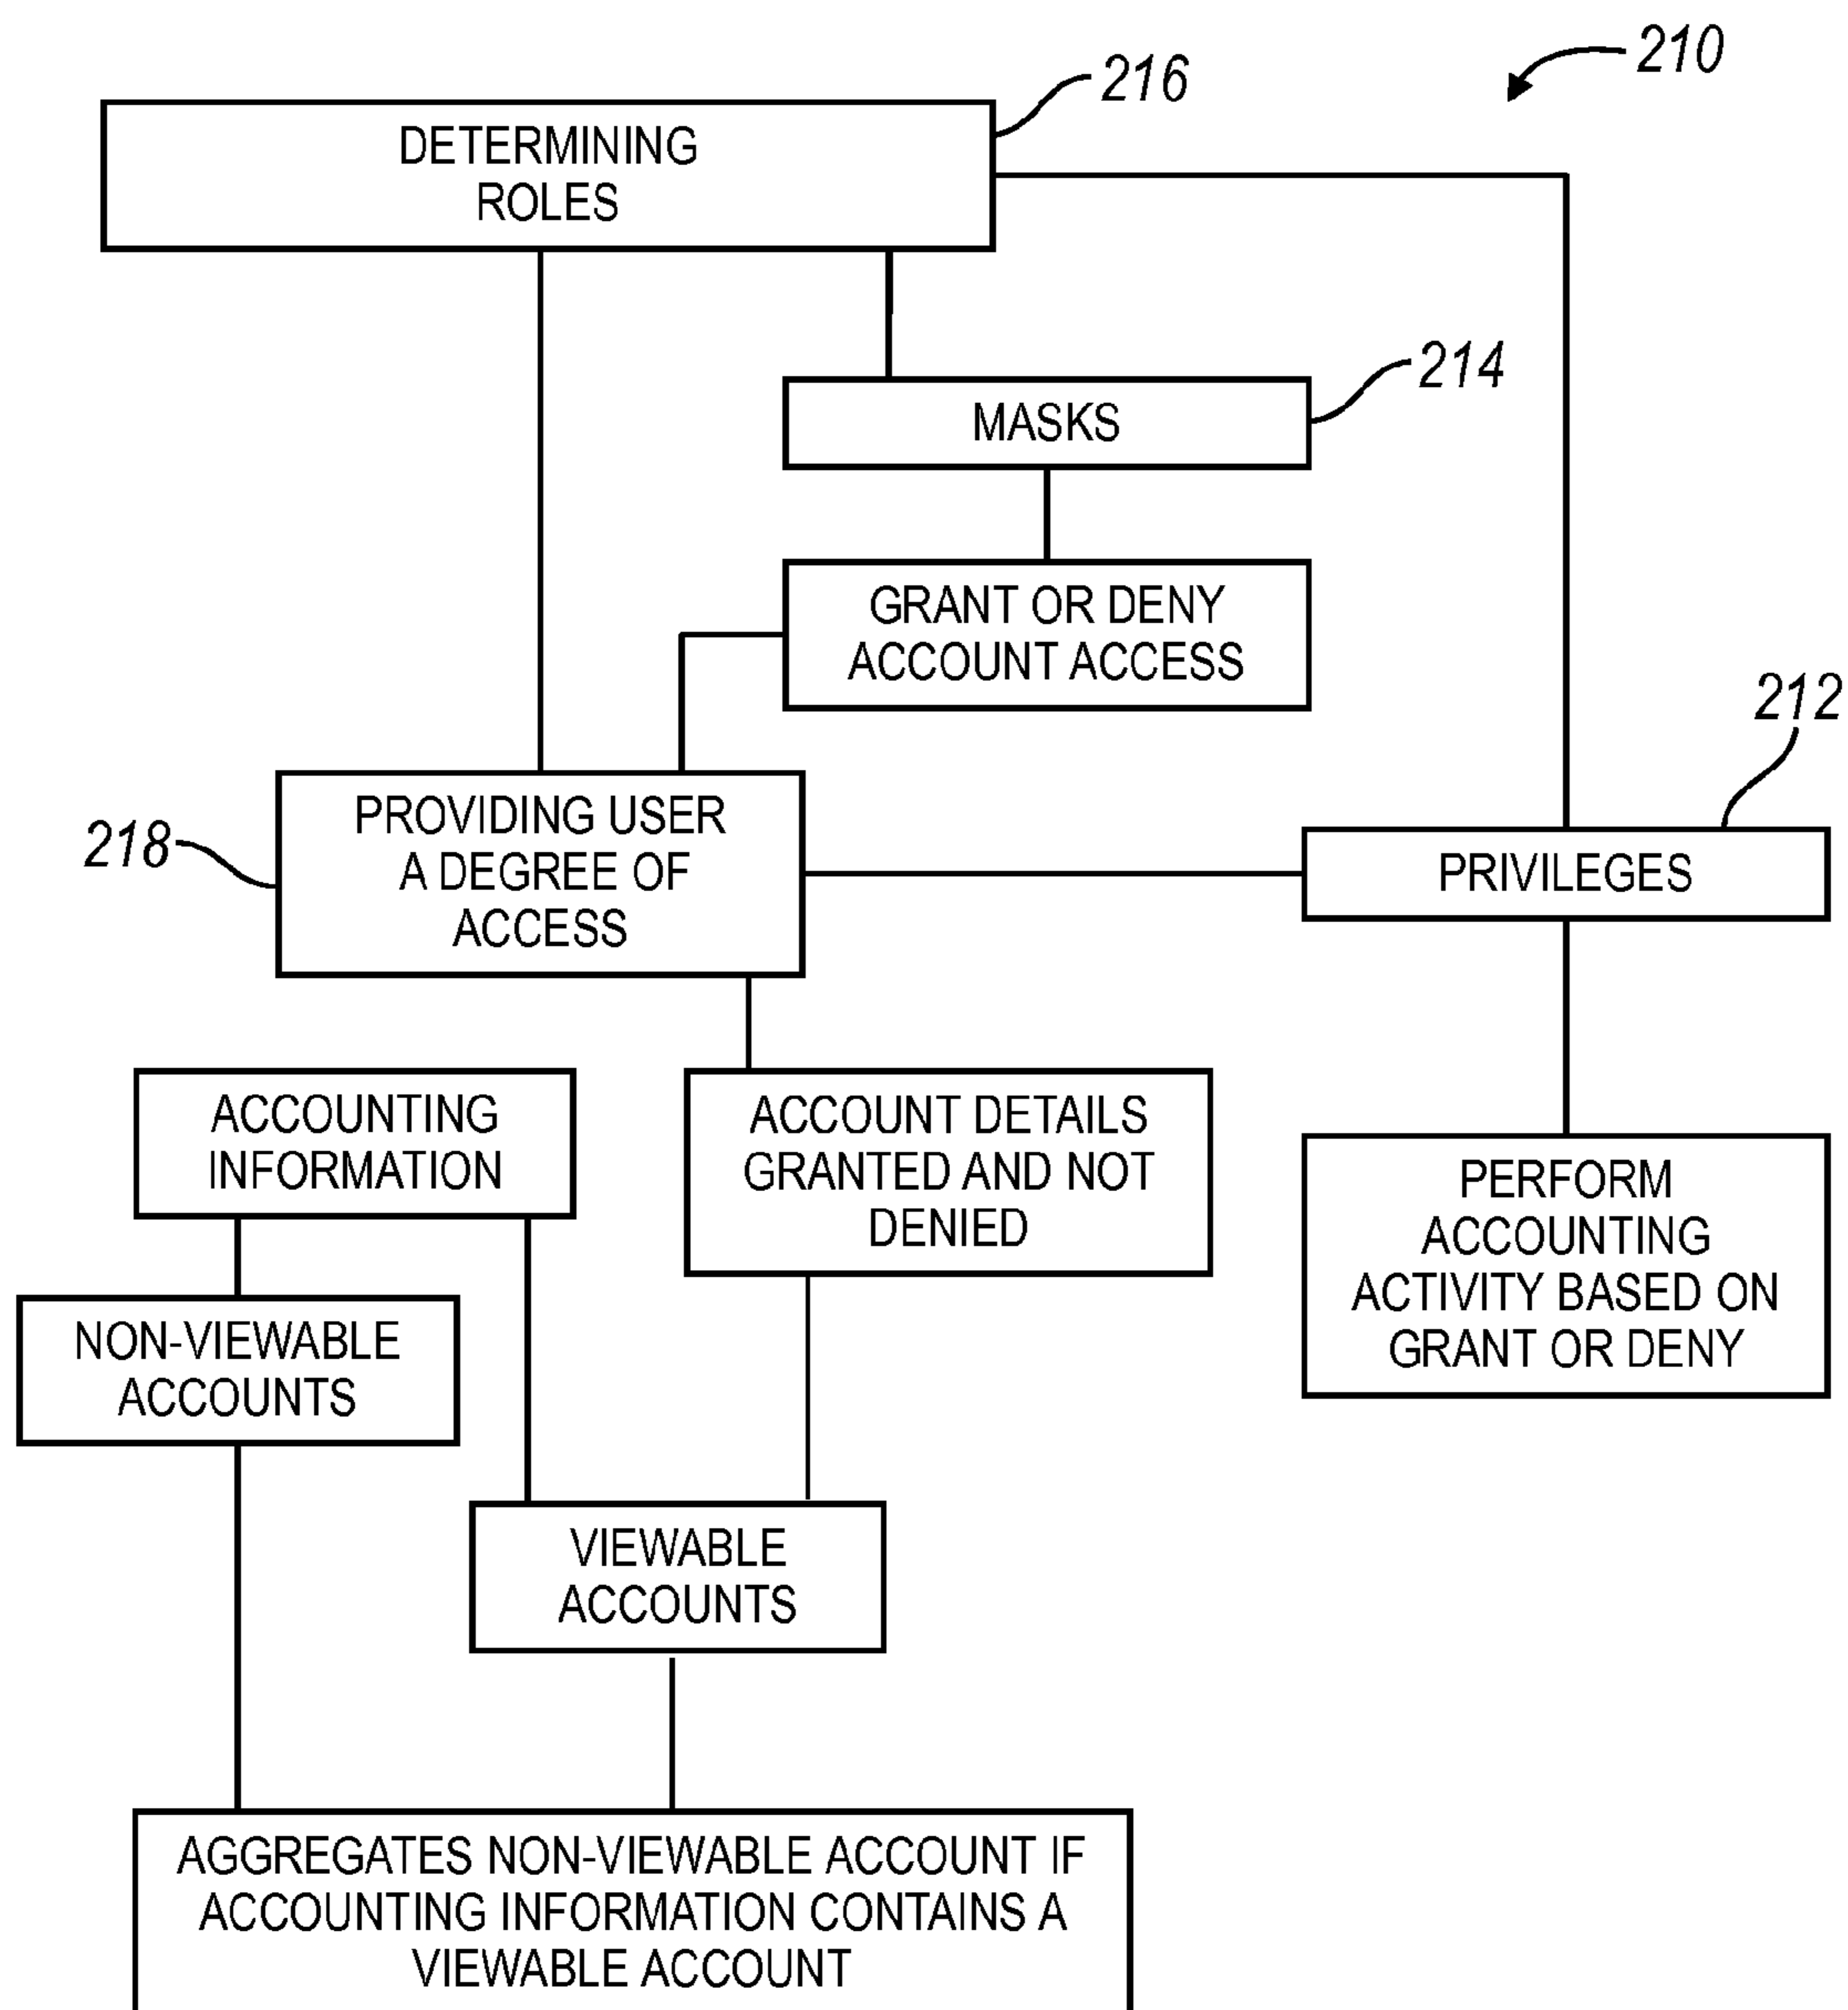 210
216
DETERMINING
ROLES
214
MASKS
GRANT OR DENY
ACCOUNT ACCESS
212
218
PROVIDING USER
A DEGREE OF
ACCESS
PRIVILEGES
ACCOUNTING
INFORMATION
ACCOUNT DETAILS
GRANTED AND NOT
DENIED
PERFORM
ACCOUNTING
ACTIVITY BASED ON
GRANT OR DENY
NON-VIEWABLE
ACCOUNTS
VIEWABLE
ACCOUNTS
AGGREGATES NON-VIEWABLE ACCOUNT IF
ACCOUNTING INFORMATION CONTAINS A
VIEWABLE ACCOUNT